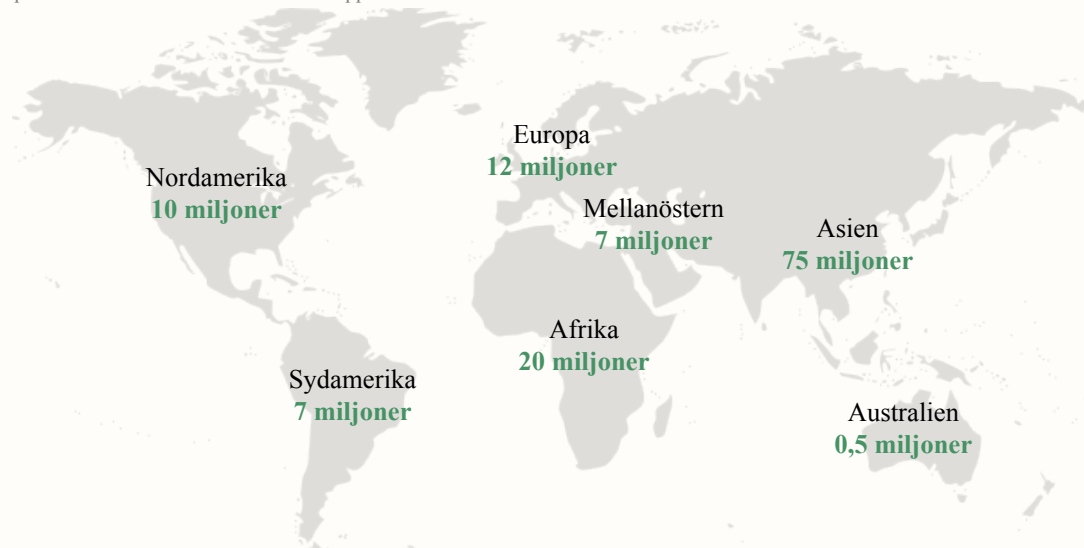 Europa
12 miljoner
Nordamerika
10 miljoner
Mellanöstern
7 miljoner
Asien
75 miljoner
Afrika
20 miljoner
Sydamerika
7 miljoner
Australien
0,5 miljoner